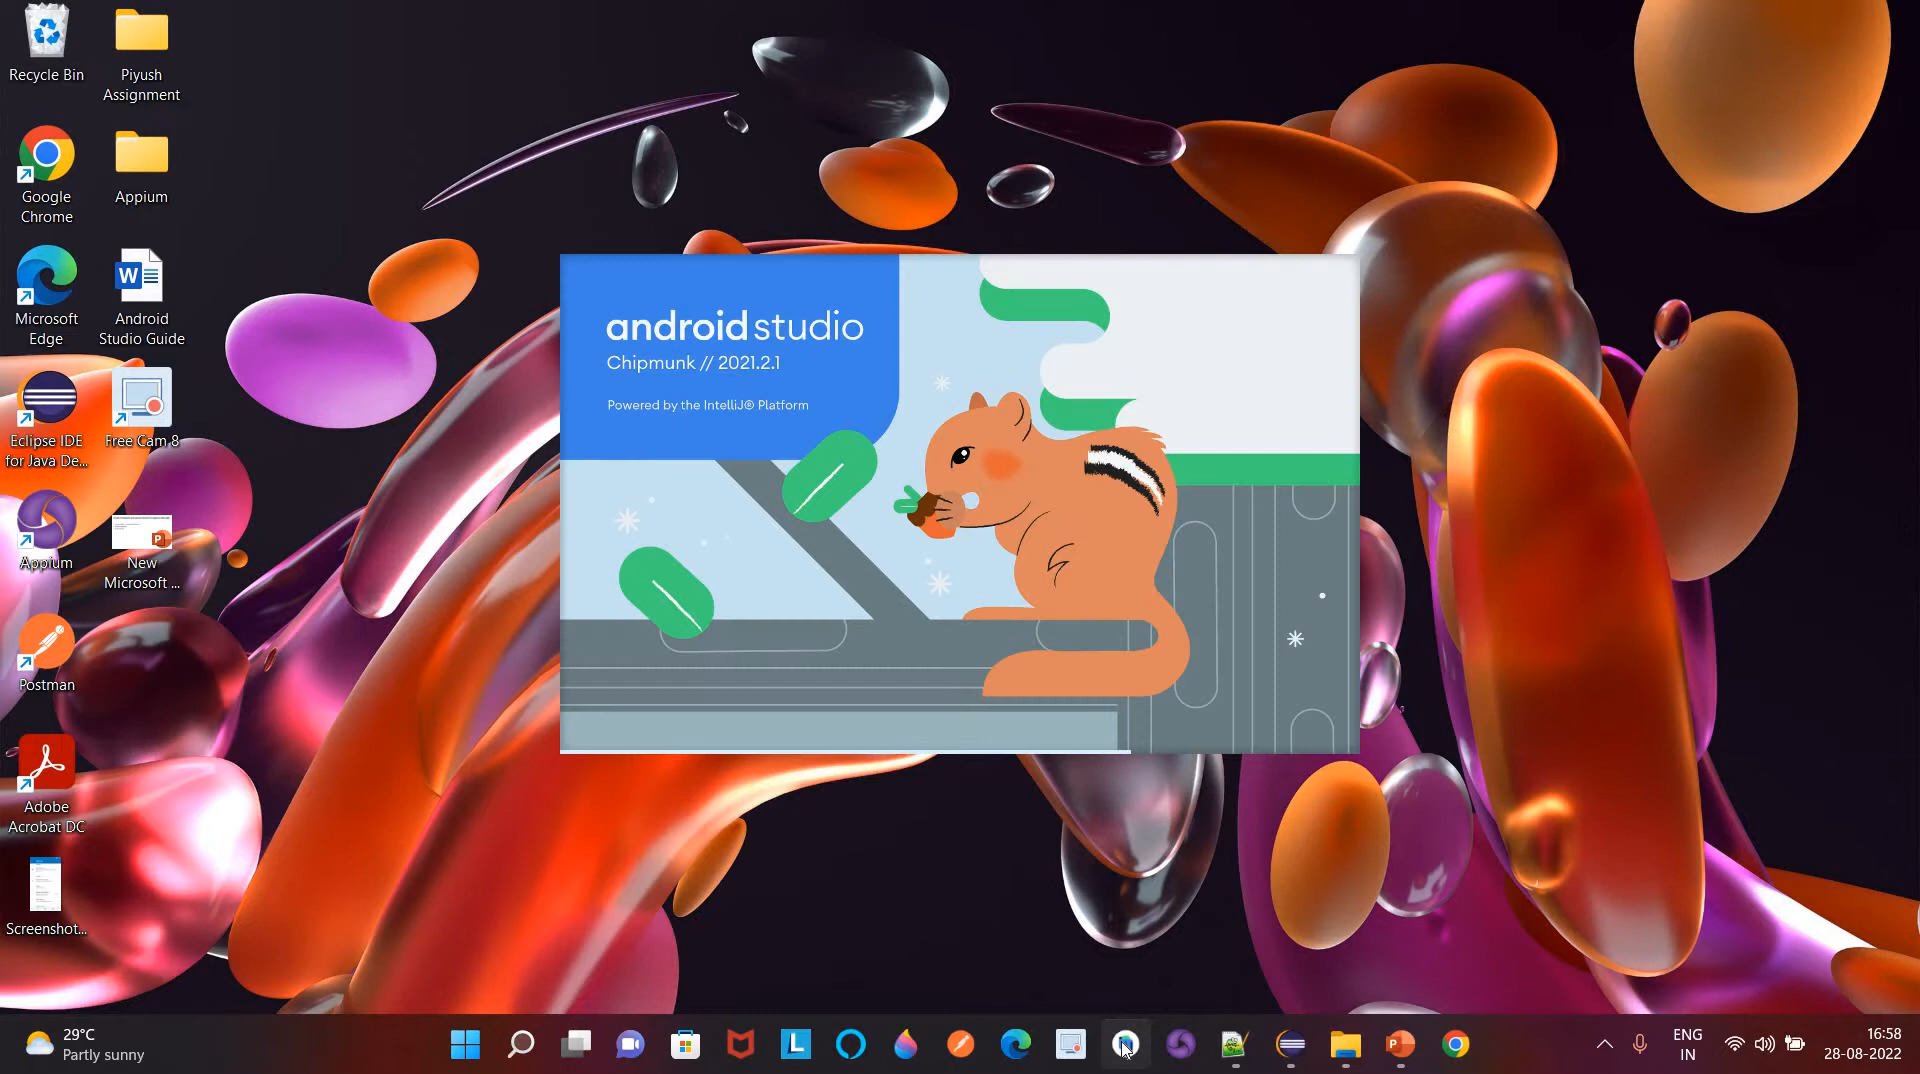 Recycle Bin
Piyush
Assignment
Google
Chrome
Appium
Microsoft
Edge
Android
Studio Guide
Eclipse IDE
for Java De...
Free Cam 8
Appium
New
Microsoft ...
Postman
Adobe
Acrobat DC
Screenshot...
android studio
Chipmunk // 2021.2.1
Powered by the IntelliJ® Platform
29°C
Partly sunny
ENG
IN
16:58
28-08-2022